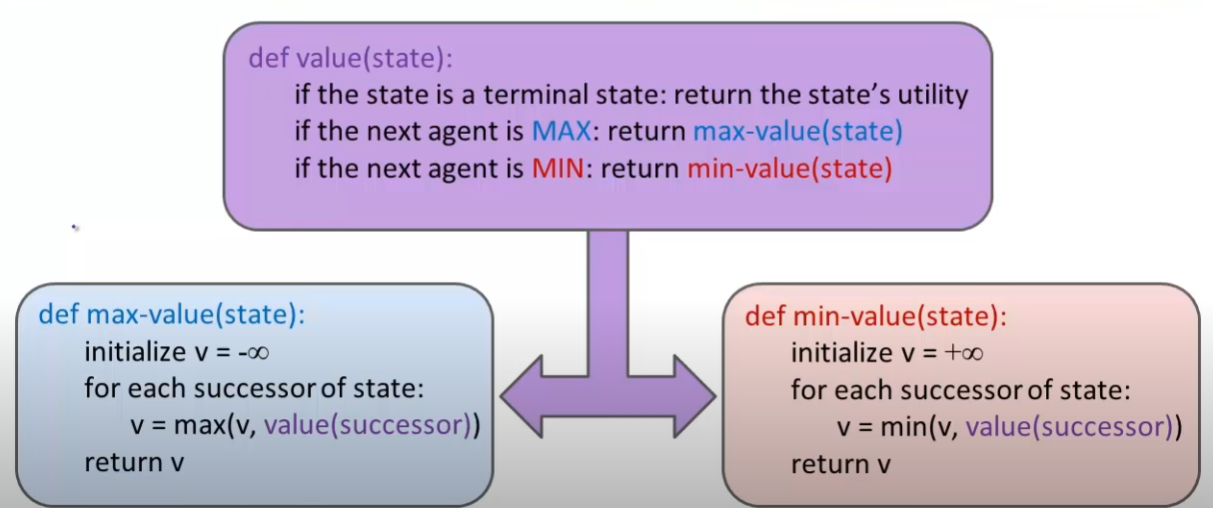 def value(state):
if the state is a terminal state: return the state's utility
if the next agent is MAX: return max-value(state)
if the next agent is MIN: return min-value(state)
def max-value(state):
initialize v = -∞
for each successor of state:
v = max(v, value(successor))
return v
def min-value(state):
initialize v = +∞
for each successor of state:
v = min(v, value(successor))
return v